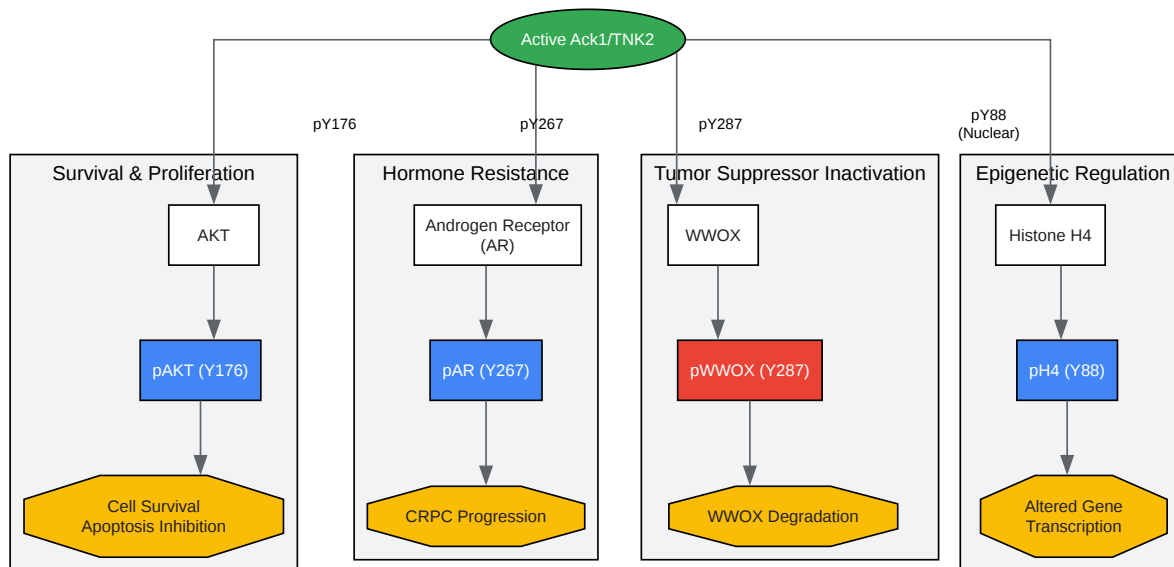 Active Ack1/TNK2
pY176
pY267
pY287
pY88
(Nuclear)
Survival & Proliferation
Hormone Resistance
Tumor Suppressor Inactivation
Epigenetic Regulation
AKT
Androgen Receptor
(AR)
WWOX
Histone H4
pAKT (Y176)
pAR (Y267)
pWWOX (Y287)
pH4 (Y88)
Cell Survival
Apoptosis Inhibition
CRPC Progression
WWOX Degradation
Altered Gene
Transcription